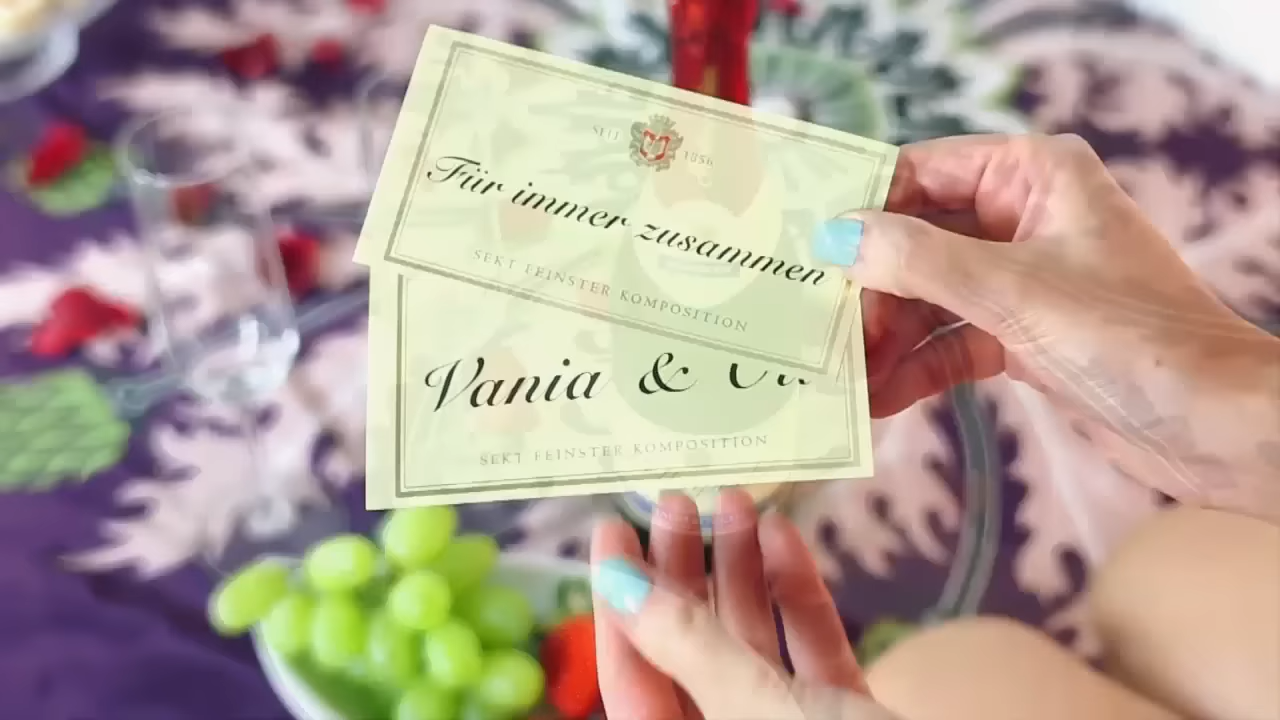 SEIT 1856
Für immer zusammen
SEKT FEINSTER KOMPOSITION
Vania &
SEKT FEINSTER KOMPOSITION